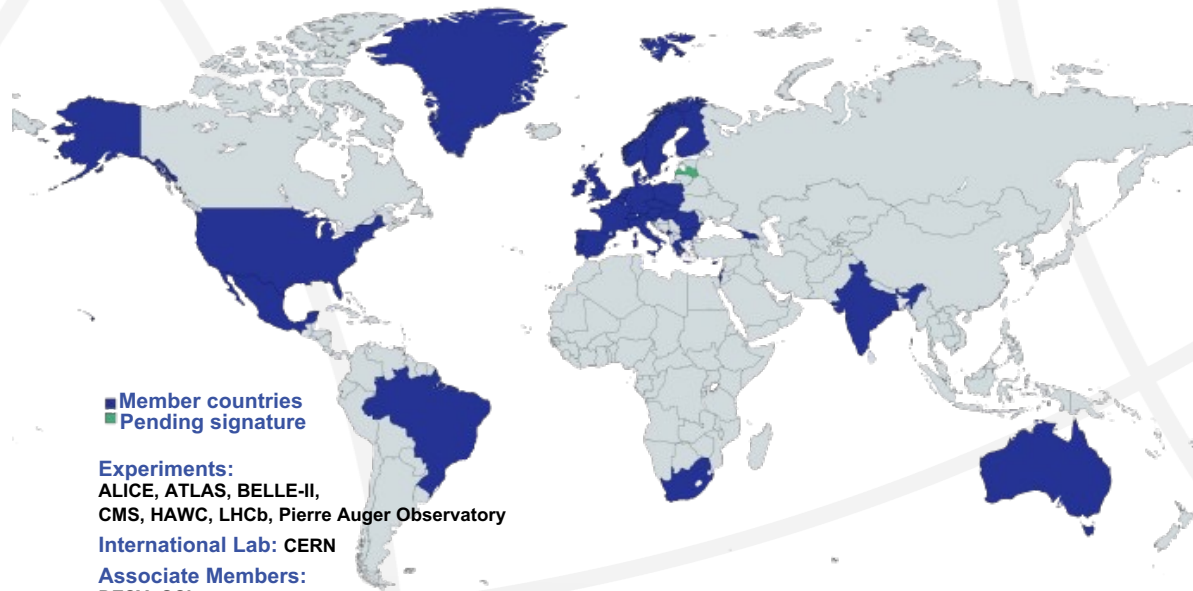 Member countries
Pending signature
Experiments:
ALICE, ATLAS, BELLE-II,
CMS, HAWC, LHCb, Pierre Auger Observatory
International Lab: CERN
Associate Members: